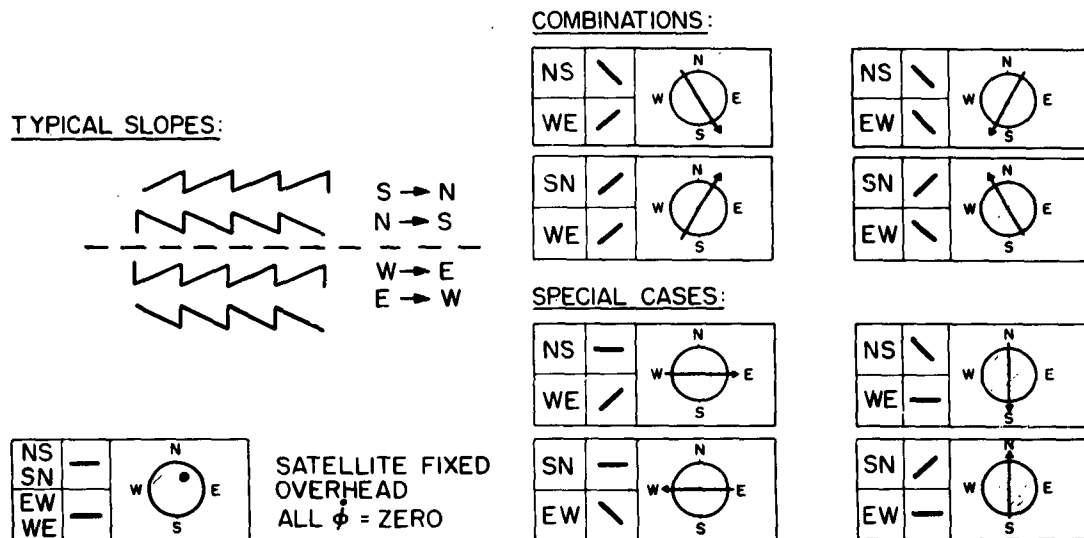 COMBINATIONS:
NS
WE
N
W E
S
NS
EW
N
W E
S
SN
WE
N
W E
S
SN
EW
N
W E
S
TYPICAL SLOPES:
S → N
N → S
W → E
E → W
SPECIAL CASES:
NS
WE
N
W E
S
NS
WE
N
W E
S
SN
EW
N
W E
S
SN
EW
N
W E
S
NS
SN
EW
WE
N
W E
S
SATELLITE FIXED
OVERHEAD
ALL ϕ̇ = ZERO